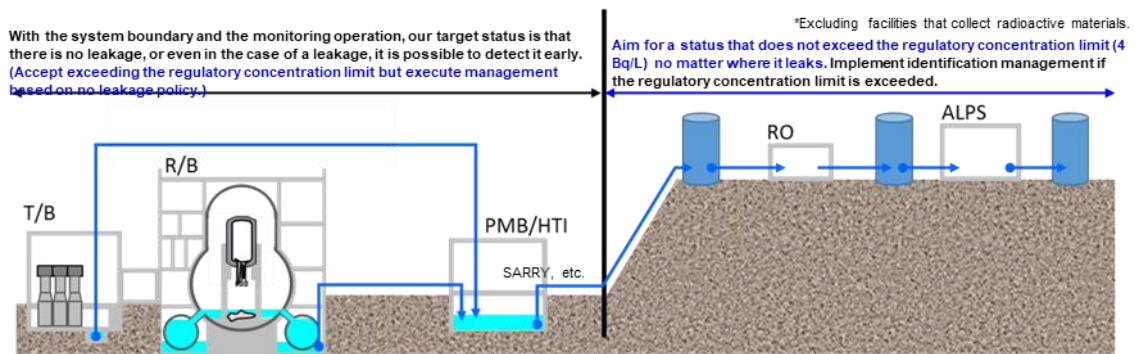 *Excluding facilities that collect radioactive materials.
With the system boundary and the monitoring operation, our target status is that
there is no leakage, or even in the case of a leakage, it is possible to detect it early.
(Accept exceeding the regulatory concentration limit but execute management
based on no leakage policy.)
Aim for a status that does not exceed the regulatory concentration limit (4
Bq/L) no matter where it leaks. Implement identification management if
the regulatory concentration limit is exceeded.
ALPS
RO
R/B
T/B
PMB/HTI
SARRY, etc.